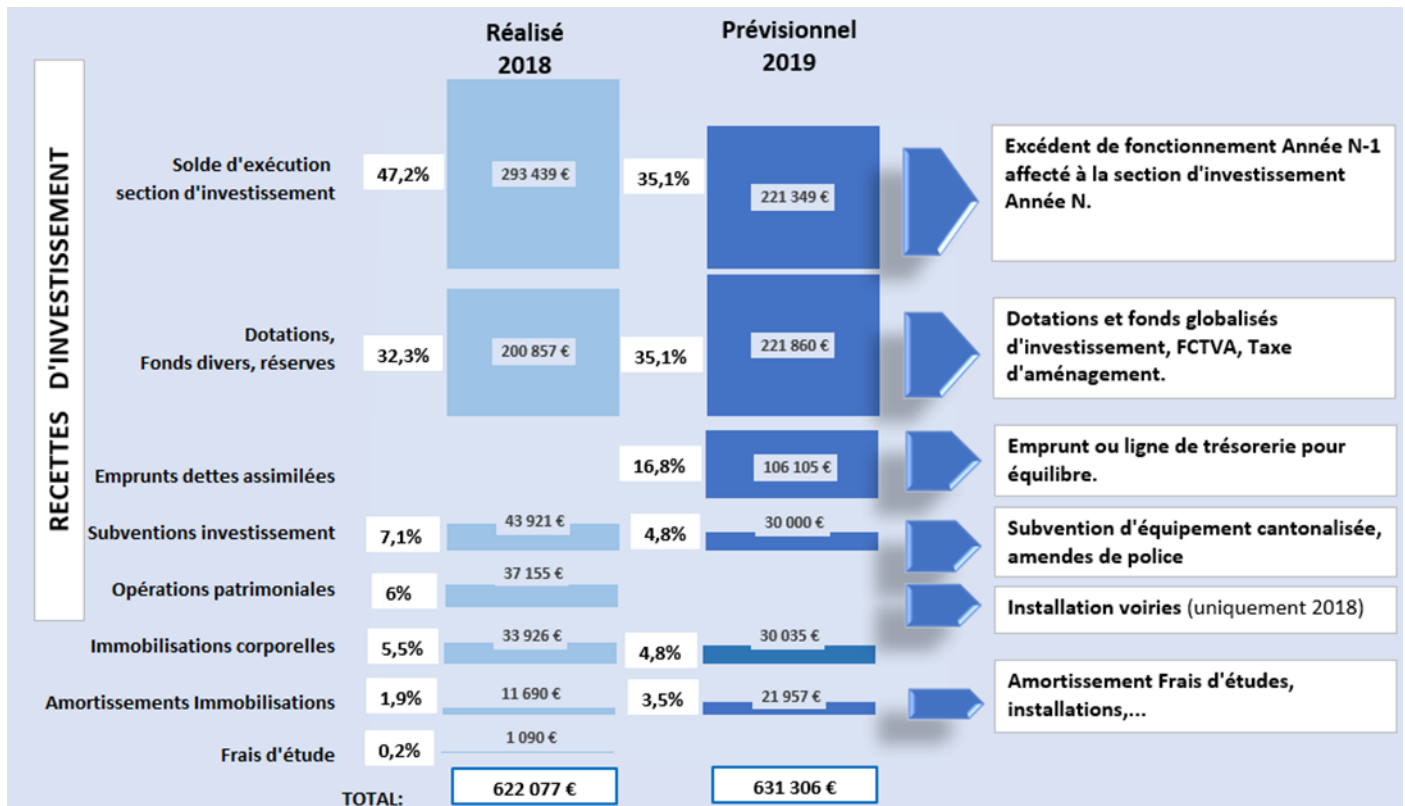 Réalisé
2018
Prévisionnel
2019
RECETTES D'INVESTISSEMENT
Solde d'exécution
section d'investissement
47,2%
293 439 €
35,1%
221 349 €
Excédent de fonctionnement Année N-1
affecté à la section d'investissement
Année N.
Dotations,
Fonds divers, réserves
32,3%
200 857 €
35,1%
221 860 €
Dotations et fonds globalisés
d'investissement, FCTVA, Taxe
d'aménagement.
Emprunts dettes assimilées
16,8%
106 105 €
Emprunt ou ligne de trésorerie pour
équilibre.
Subventions investissement
7,1%
43 921 €
4,8%
30 000 €
Subvention d'équipement cantonalisée,
amendes de police
Opérations patrimoniales
6%
37 155 €
Installation voiries (uniquement 2018)
Immobilisations corporelles
5,5%
33 926 €
4,8%
30 035 €
Amortissements Immobilisations
1,9%
11 690 €
3,5%
21 957 €
Amortissement Frais d'études,
installations,...
Frais d'étude
0,2%
1 090 €
TOTAL:
622 077 €
631 306 €